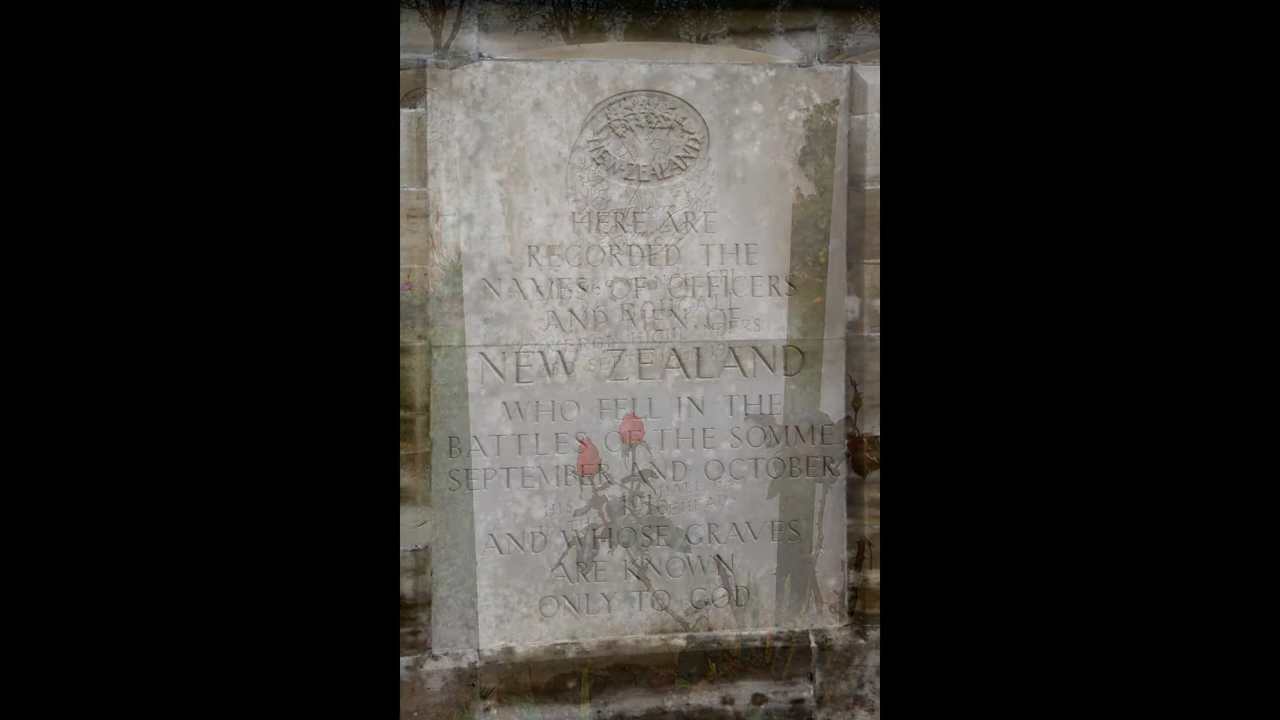 NEW ZEALAND
HERE ARE
RECORDED THE
NAMES OF OFFICERS
AND MEN OF
NEW ZEALAND
WHO FELL IN THE
BATTLES OF THE SOMME
SEPTEMBER AND OCTOBER
1916
AND WHOSE GRAVES
ARE KNOWN
ONLY TO GOD